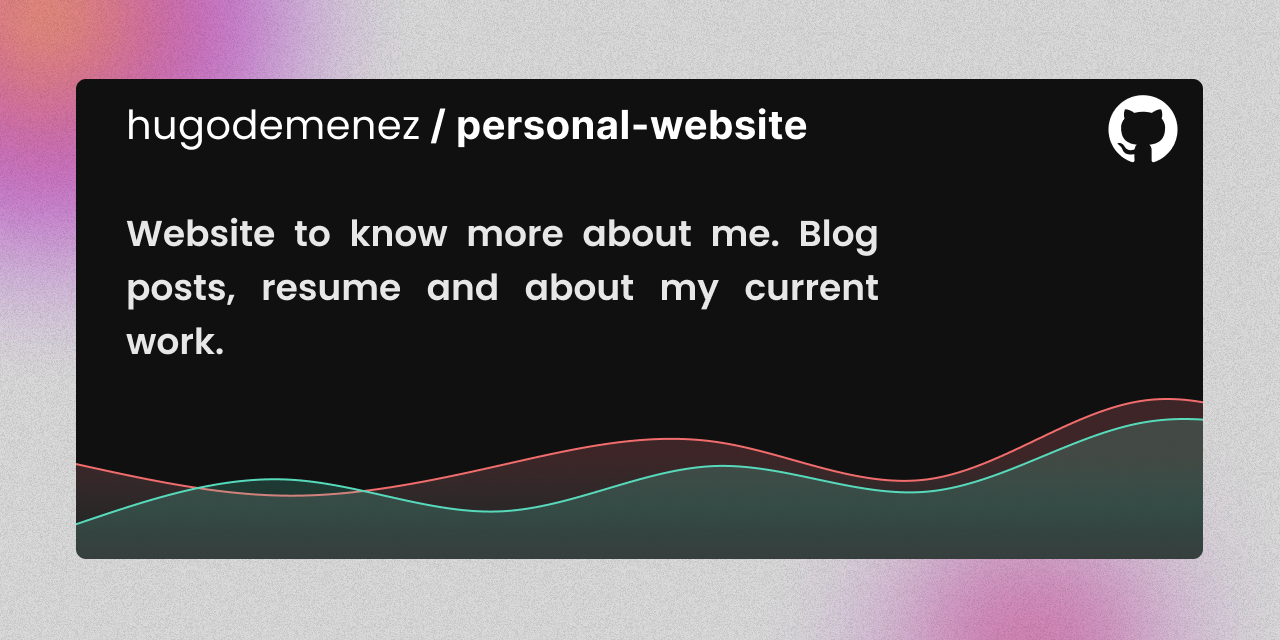 hugodemenez / personal-website
Website to know more about me. Blog
posts, resume and about my current
work.